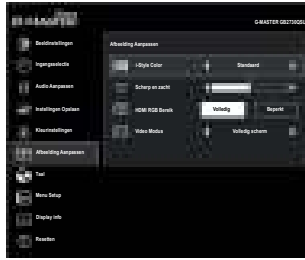 G-MASTER
G-MASTER GB2730QSU
Beeldinstellingen
Ingangsselectie
Audio Aanpassen
Instellingen Opslaan
Kleurinstellingen
Afbeelding Aanpassen
Taal
Menu Setup
Display info
Resetten
Afbeelding Aanpassen
i-Style Color
Standaard
Scherp en zacht
HDMI RGB Bereik
Volledig
Beperkt
Video Modus
Volledig scherm